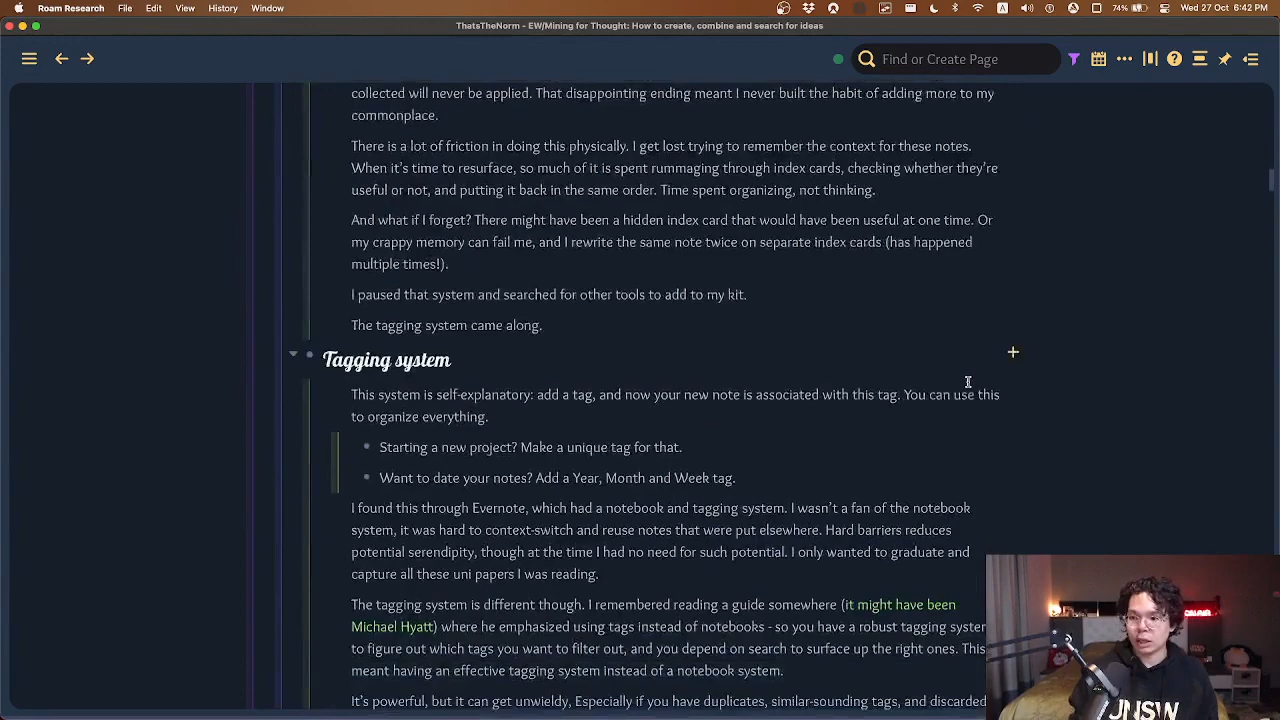 Roam Research File Edit View History Window 74% Wed 27 Oct 6:42 PM
ThatsTheNorm - EW/Mining for Thought: How to create, combine and search for ideas
Find or Create Page
collected will never be applied. That disappointing ending meant I never built the habit of adding more to my
commonplace.
There is a lot of friction in doing this physically. I get lost trying to remember the context for these notes.
When it’s time to resurface, so much of it is spent rummaging through index cards, checking whether they’re
useful or not, and putting it back in the same order. Time spent organizing, not thinking.
And what if I forget? There might have been a hidden index card that would have been useful at one time. Or
my crappy memory can fail me, and I rewrite the same note twice on separate index cards (has happened
multiple times!).
I paused that system and searched for other tools to add to my kit.
The tagging system came along.
Tagging system
This system is self-explanatory: add a tag, and now your new note is associated with this tag. You can use this
to organize everything.
Starting a new project? Make a unique tag for that.
Want to date your notes? Add a Year, Month and Week tag.
I found this through Evernote, which had a notebook and tagging system. I wasn’t a fan of the notebook
system, it was hard to context-switch and reuse notes that were put elsewhere. Hard barriers reduces
potential serendipity, though at the time I had no need for such potential. I only wanted to graduate and
capture all these uni papers I was reading.
The tagging system is different though. I remembered reading a guide somewhere (it might have been
Michael Hyatt) where he emphasized using tags instead of notebooks - so you have a robust tagging system
to figure out which tags you want to filter out, and you depend on search to surface up the right ones. This
meant having an effective tagging system instead of a notebook system.
It’s powerful, but it can get unwieldy, Especially if you have duplicates, similar-sounding tags, and discarded
UNSW